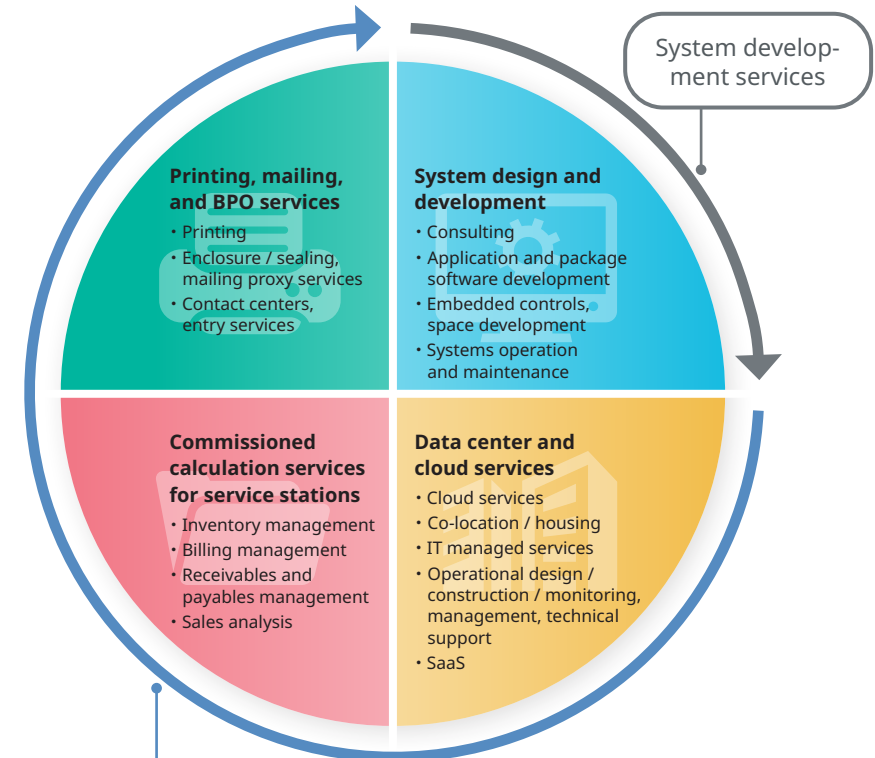 System develop-
ment services
Printing, mailing,
and BPO services
・Printing
・Enclosure / sealing,
mailing proxy services
・Contact centers,
entry services
System design and
development
・Consulting
・Application and package
software development
・Embedded controls,
space development
・Systems operation
and maintenance
Commissioned
calculation services
for service stations
・Inventory management
・Billing management
・Receivables and
payables management
・Sales analysis
Data center and
cloud services
・Cloud services
・Co-location / housing
・IT managed services
・Operational design /
construction / monitoring,
management, technical
support
・SaaS